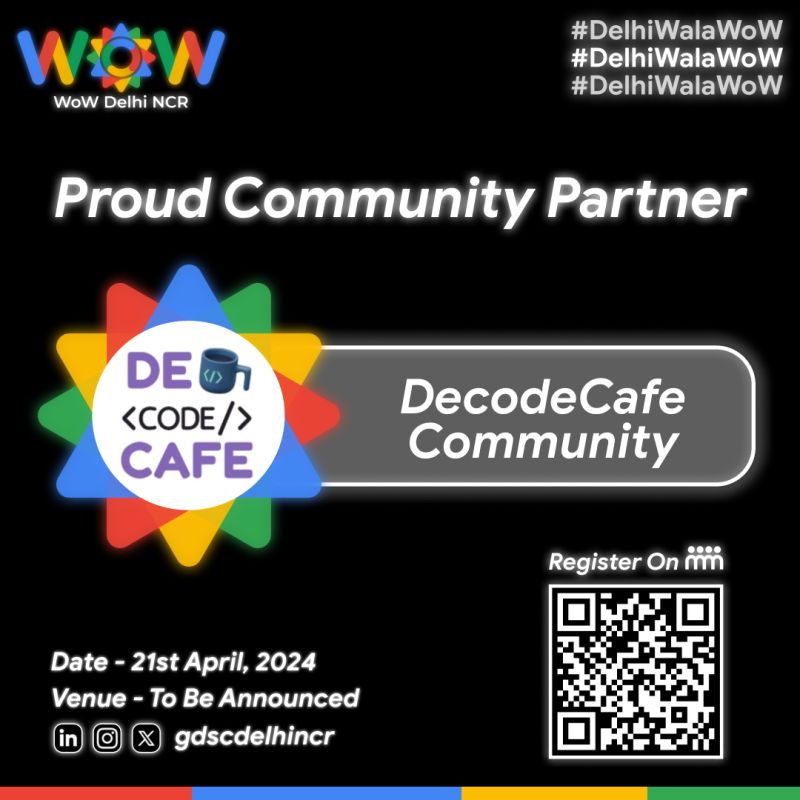 WOW
WoW Delhi NCR
#DelhiWalaWoW
#DelhiWalaWoW
#DelhiWalaWoW
Proud Community Partner
DE
</>
<CODE/>
CAFE
DecodeCafe
Community
Register On
Date - 21st April, 2024
Venue - To Be Announced
in X gdscdelhincr